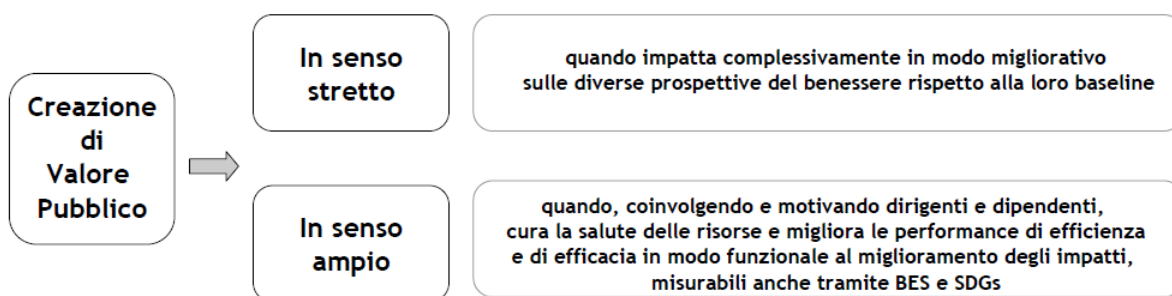 Creazione
di
Valore
Pubblico
In senso
stretto
quando impatta complessivamente in modo migliorativo
sulle diverse prospettive del benessere rispetto alla loro baseline
In senso
ampio
quando, coinvolgendo e motivando dirigenti e dipendenti,
cura la salute delle risorse e migliora le performance di efficienza
e di efficacia in modo funzionale al miglioramento degli impatti,
misurabili anche tramite BES e SDGs